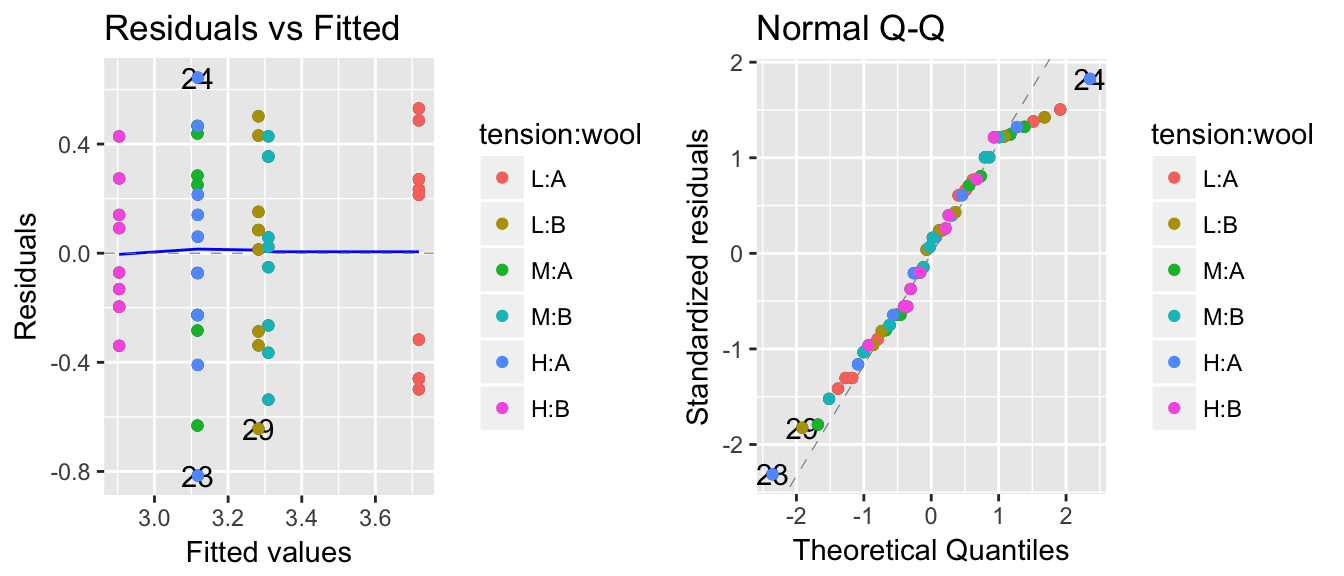 Residuals vs Fitted
Residuals
0.4
0.0
-0.4
-0.8
24
29
23
3.0 3.2 3.4 3.6
Fitted values
tension:wool
L:A
L:B
M:A
M:B
H:A
H:B
Normal Q-Q
Standardized residuals
2
1
0
-1
-2
24
29
23
-2 -1 0 1 2
Theoretical Quantiles
tension:wool
L:A
L:B
M:A
M:B
H:A
H:B